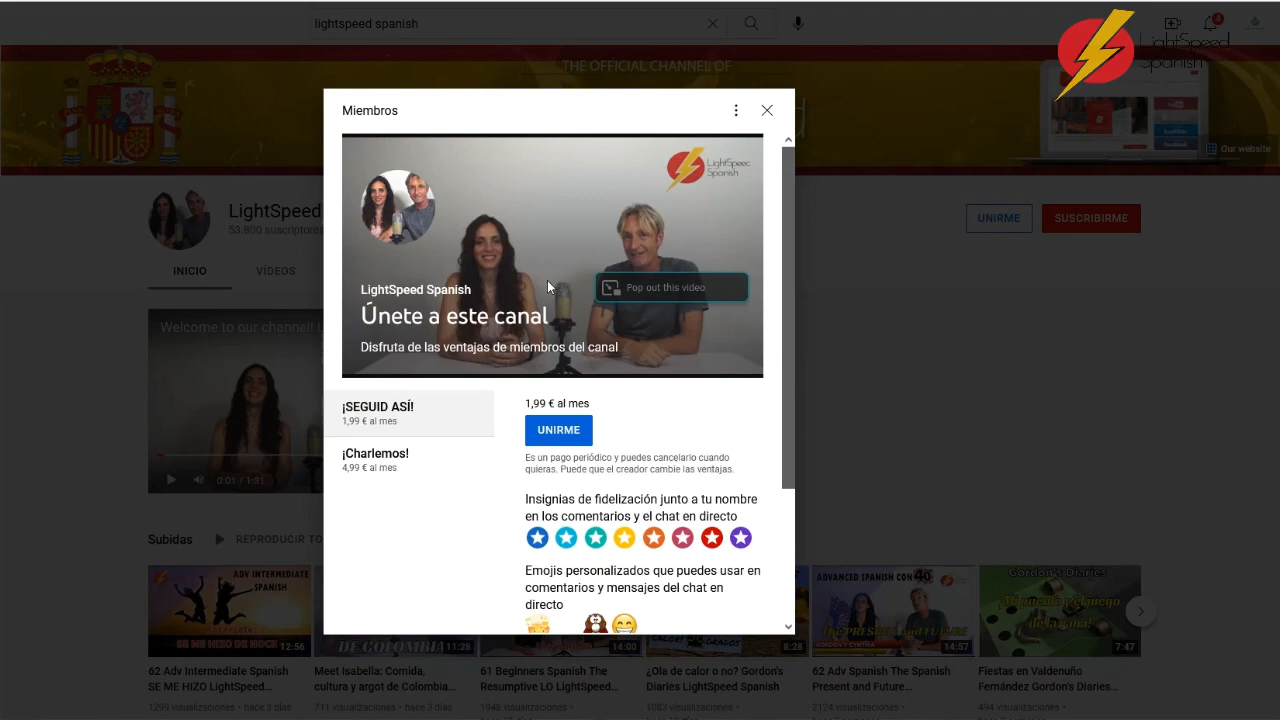 lightspeed spanish
4
LightSpeed
Spanish
THE OFFICIAL CHANNEL OF
Our website
LightSpeed
53.800 suscriptores
UNIRME
SUSCRIBIRME
INICIO
VÍDEOS
Miembros
LightSpeed
Spanish
LightSpeed Spanish
Únete a este canal
Disfruta de las ventajas de miembros del canal
Pop out this video
¡SEGUID ASÍ!
1,99 € al mes
¡Charlemos!
4,99 € al mes
1,99 € al mes
UNIRME
Es un pago periódico y puedes cancelarlo cuando
quieras. Puede que el creador cambie las ventajas.
Insignias de fidelización junto a tu nombre
en los comentarios y el chat en directo
Emojis personalizados que puedes usar en
comentarios y mensajes del chat en
directo
Welcome to our channel! L
0:01 / 1:31
Subidas
REPRODUCIR TO
ADV INTERMEDIATE
SPANISH
SE ME HIZO DE NOCHE
12:56
62 Adv Intermediate Spanish
SE ME HIZO LightSpeed...
1299 visualizaciones • hace 3 días
DE COLOMBIA
11:28
Meet Isabella: Comida,
cultura y argot de Colombia...
711 visualizaciones • hace 3 días
14:00
61 Beginners Spanish The
Resumptive LO LightSpeed...
1948 visualizaciones •
8:28
¿Ola de calor o no? Gordon's
Diaries LightSpeed Spanish
1083 visualizaciones •
ADVANCED SPANISH CON
The PRESENT and FUTURE
GORDON Y CYNTHIA
14:57
62 Adv Spanish The Spanish
Present and Future...
2124 visualizaciones •
Gordon's Diaries
7:47
Fiestas en Valdenuño
Fernández Gordon's Diaries...
494 visualizaciones •